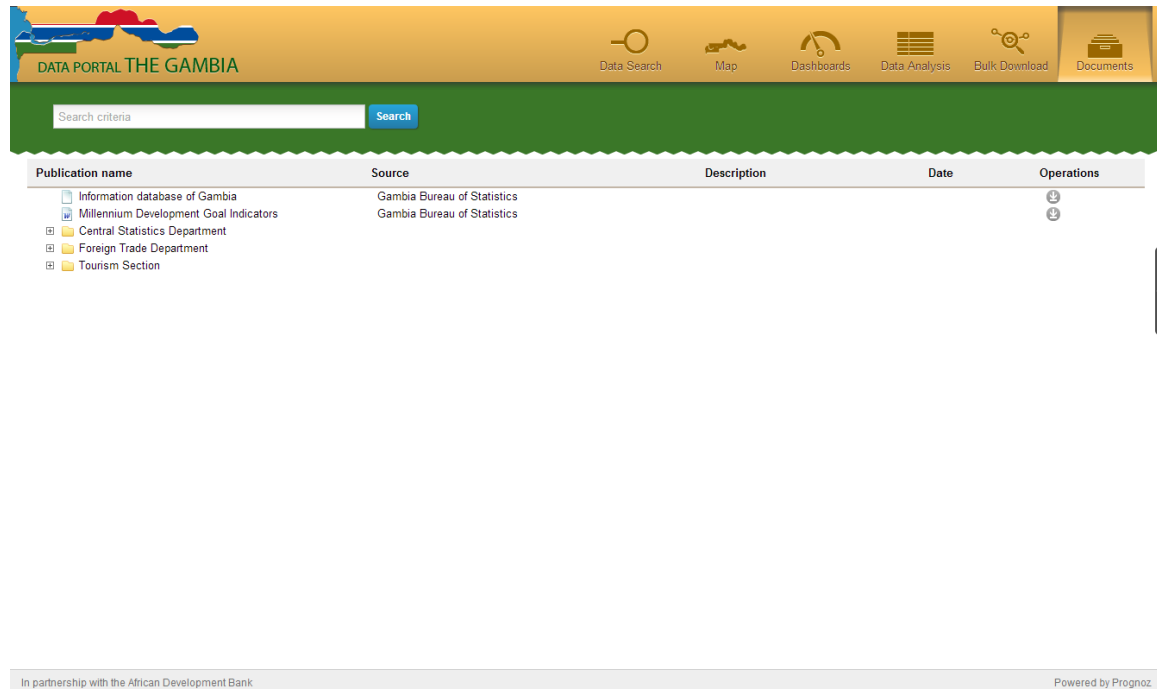 DATA PORTAL THE GAMBIA
Data Search Map Dashboards Data Analysis Bulk Download Documents
Search criteria Search
Publication name Source Description Date Operations
Information database of Gambia Gambia Bureau of Statistics
Millennium Development Goal Indicators Gambia Bureau of Statistics
Central Statistics Department
Foreign Trade Department
Tourism Section
In partnership with the African Development Bank Powered by Prognoz